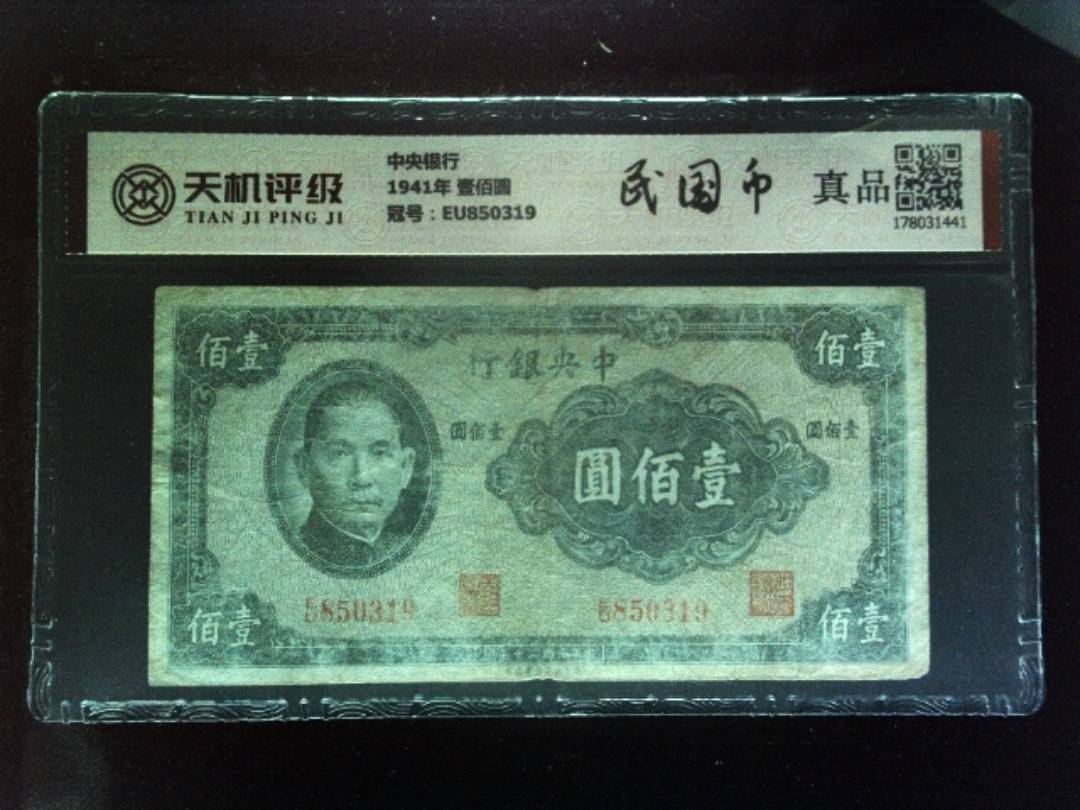 天机评级
TIAN JI PING JI
中央银行
1941年 壹佰圆
冠号：EU850319
民国币
真品
178031441
佰壹
行銀央中
佰壹
圓佰壹
圓佰壹
圓佰壹
850319
850319
佰壹
佰壹